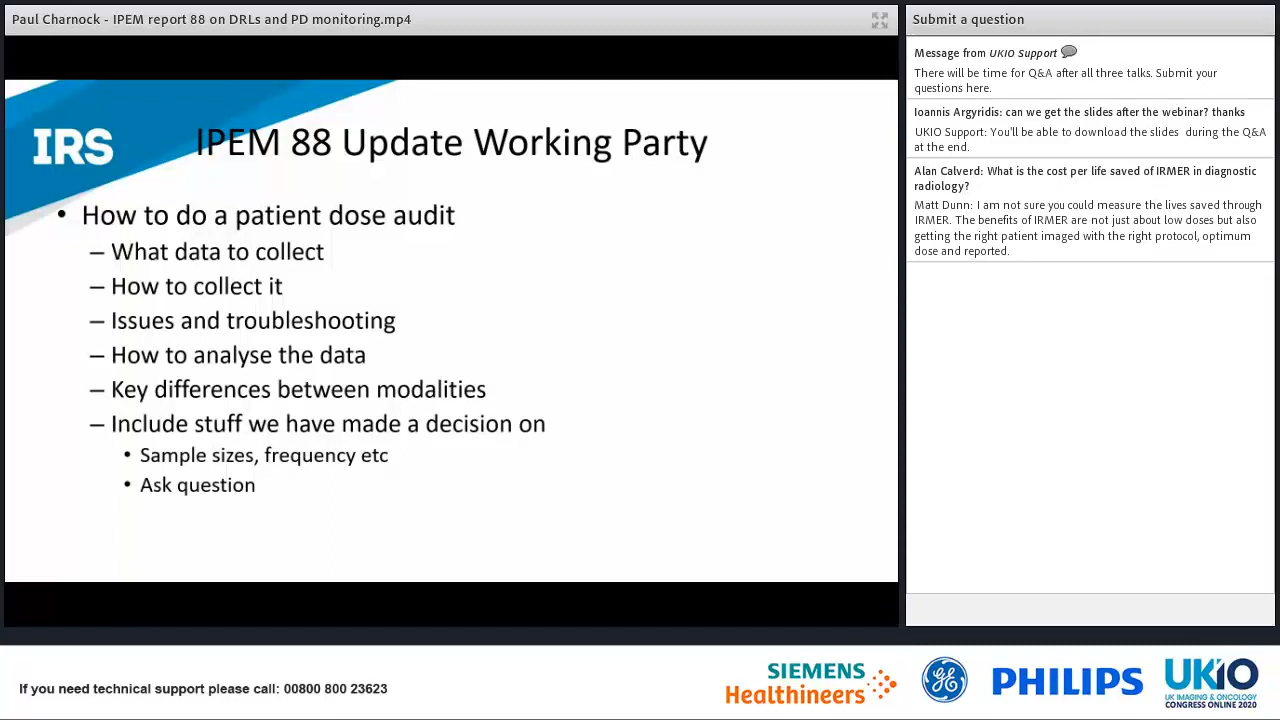 Paul Charnock - IPEM report 88 on DRLs and PD monitoring.mp4
IRS
IPEM 88 Update Working Party
• How to do a patient dose audit
– What data to collect
– How to collect it
– Issues and troubleshooting
– How to analyse the data
– Key differences between modalities
– Include stuff we have made a decision on
• Sample sizes, frequency etc
• Ask question
Submit a question
Message from UKIO Support
There will be time for Q&A after all three talks. Submit your
questions here.
Ioannis Argyridis: can we get the slides after the webinar? thanks
UKIO Support: You'll be able to download the slides during the Q&A
at the end.
Alan Calverd: What is the cost per life saved of IRMER in diagnostic
radiology?
Matt Dunn: I am not sure you could measure the lives saved through
IRMER. The benefits of IRMER are not just about low doses but also
getting the right patient imaged with the right protocol, optimum
dose and reported.
If you need technical support please call: 00800 800 23623
SIEMENS
Healthineers
GE
PHILIPS
UKIO
UK IMAGING & ONCOLOGY
CONGRESS ONLINE 2020